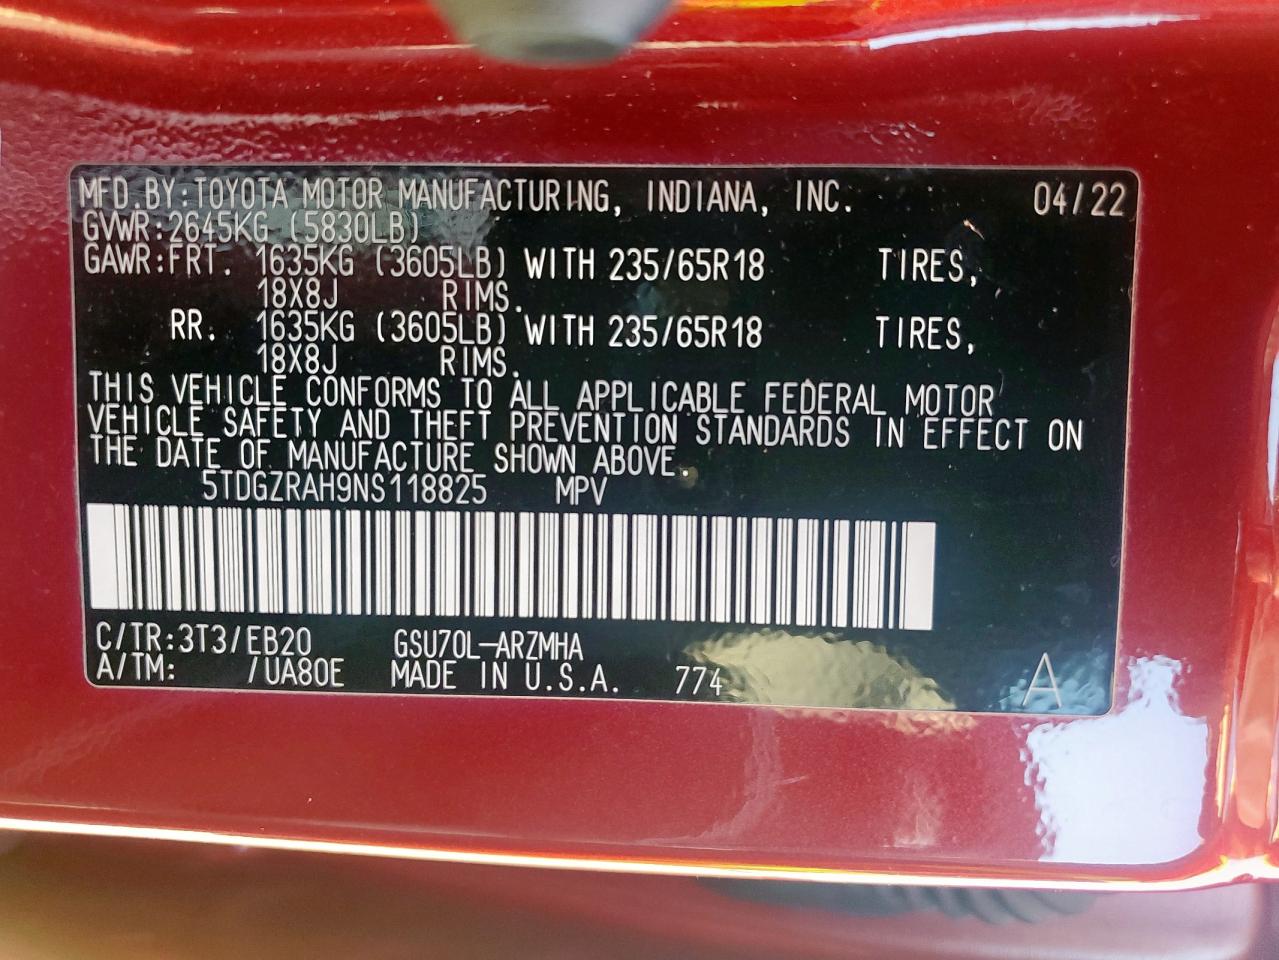 MFD.BY:TOYOTA MOTOR MANUFACTURING, INDIANA, INC. 04/22
GVWR:2645KG (5830LB)
GAWR:FRT. 1635KG (3605LB) WITH 235/65R18 TIRES,
18X8J RIMS.
RR. 1635KG (3605LB) WITH 235/65R18 TIRES,
18X8J RIMS.
THIS VEHICLE CONFORMS TO ALL APPLICABLE FEDERAL MOTOR
VEHICLE SAFETY AND THEFT PREVENTION STANDARDS IN EFFECT ON
THE DATE OF MANUFACTURE SHOWN ABOVE.
5TDGZRAH9NS118825 MPV
C/TR:3T3/EB20 GSU70L-ARZMHA
A/TM: /UA80E MADE IN U.S.A. 774 A